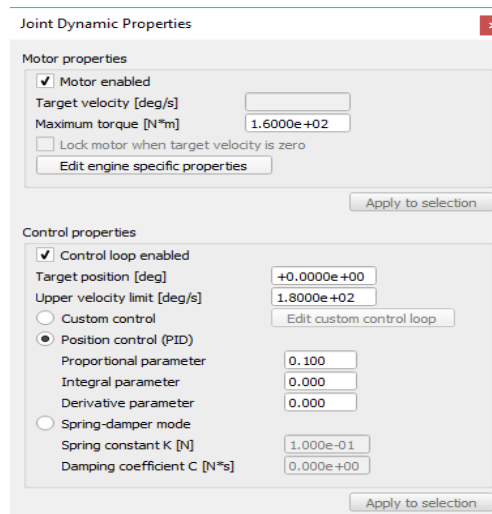 Joint Dynamic Properties
Motor properties
Motor enabled
Target velocity [deg/s]
Maximum torque [N*m] 1.6000e+02
Lock motor when target velocity is zero
Edit engine specific properties
Apply to selection
Control properties
Control loop enabled
Target position [deg] +0.0000e+00
Upper velocity limit [deg/s] 1.8000e+02
Custom control Edit custom control loop
Position control (PID)
Proportional parameter 0.100
Integral parameter 0.000
Derivative parameter 0.000
Spring-damper mode
Spring constant K [N] 1.000e-01
Damping coefficient C [N*s] 0.000e+00
Apply to selection